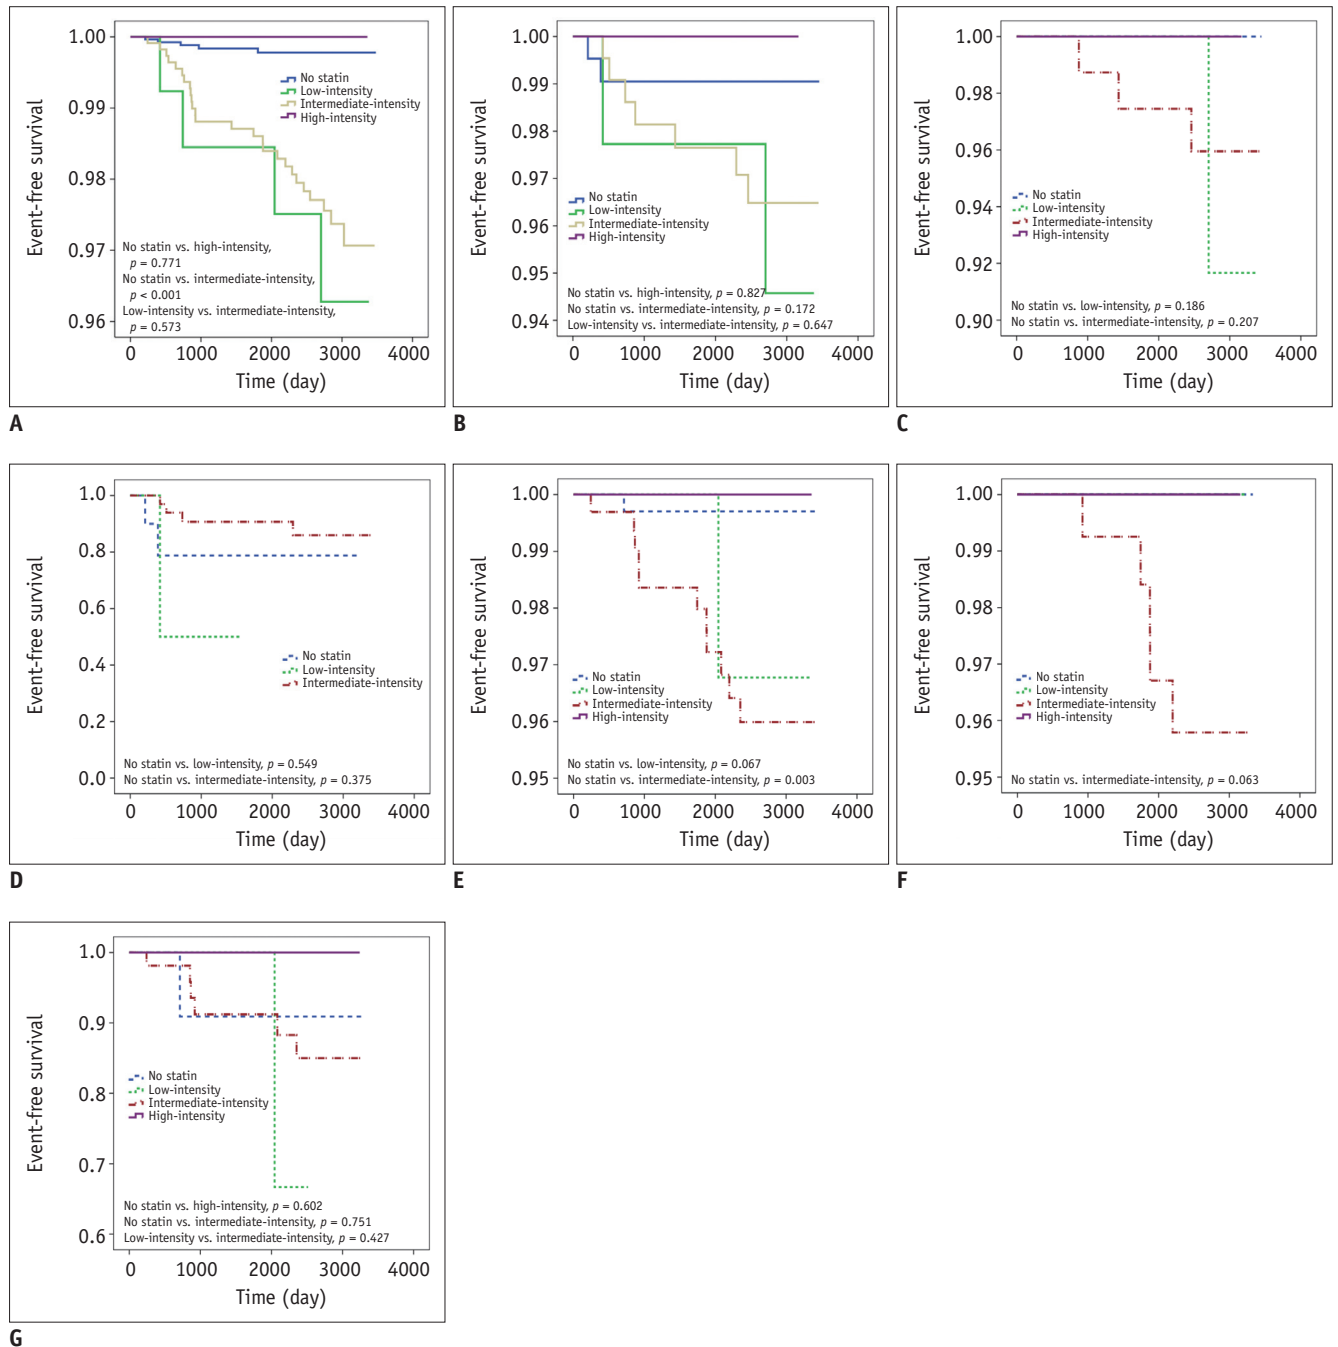 Event-free survival
1.00
0.99
0.98
0.97
0.96
No statin
Low-intensity
Intermediate-intensity
High-intensity
No statin vs. high-intensity,
p = 0.771
No statin vs. intermediate-intensity,
p < 0.001
Low-intensity vs. intermediate-intensity,
p = 0.573
0 1000 2000 3000 4000
Time (day)
A
Event-free survival
1.00
0.99
0.98
0.97
0.96
0.95
0.94
No statin
Low-intensity
Intermediate-intensity
High-intensity
No statin vs. high-intensity, p = 0.827
No statin vs. intermediate-intensity, p = 0.172
Low-intensity vs. intermediate-intensity, p = 0.647
0 1000 2000 3000 4000
Time (day)
B
Event-free survival
1.00
0.98
0.96
0.94
0.92
0.90
No statin
Low-intensity
Intermediate-intensity
High-intensity
No statin vs. low-intensity, p = 0.186
No statin vs. intermediate-intensity, p = 0.207
0 1000 2000 3000 4000
Time (day)
C
Event-free survival
1.0
0.8
0.6
0.4
0.2
0.0
No statin
Low-intensity
Intermediate-intensity
No statin vs. low-intensity, p = 0.549
No statin vs. intermediate-intensity, p = 0.375
0 1000 2000 3000 4000
Time (day)
D
Event-free survival
1.00
0.99
0.98
0.97
0.96
0.95
No statin
Low-intensity
Intermediate-intensity
High-intensity
No statin vs. low-intensity, p = 0.067
No statin vs. intermediate-intensity, p = 0.003
0 1000 2000 3000 4000
Time (day)
E
Event-free survival
1.00
0.99
0.98
0.97
0.96
0.95
No statin
Low-intensity
Intermediate-intensity
High-intensity
No statin vs. intermediate-intensity, p = 0.063
0 1000 2000 3000 4000
Time (day)
F
Event-free survival
1.0
0.9
0.8
0.7
0.6
No statin
Low-intensity
Intermediate-intensity
High-intensity
No statin vs. high-intensity, p = 0.602
No statin vs. intermediate-intensity, p = 0.751
Low-intensity vs. intermediate-intensity, p = 0.427
0 1000 2000 3000 4000
Time (day)
G